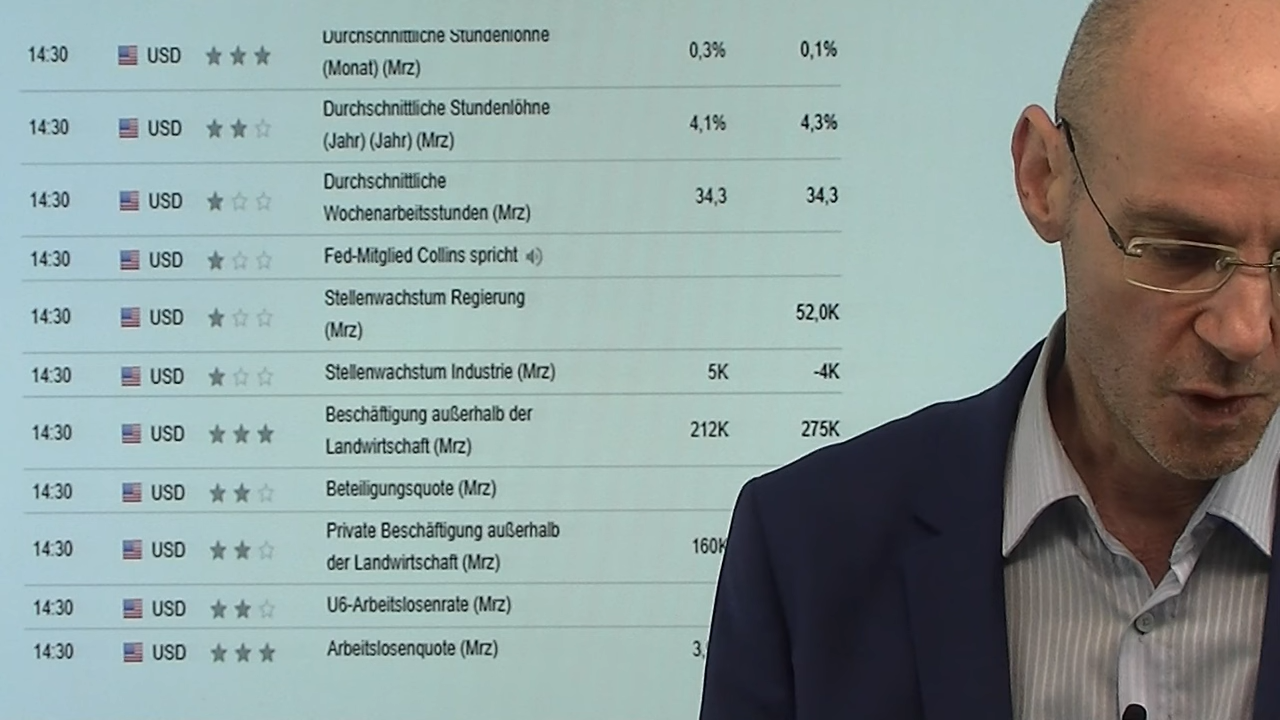 14:30 USD Durchschnittliche Stundenlöhne
(Monat) (Mrz) 0,3% 0,1%
14:30 USD Durchschnittliche Stundenlöhne
(Jahr) (Jahr) (Mrz) 4,1% 4,3%
14:30 USD Durchschnittliche
Wochenarbeitsstunden (Mrz) 34,3 34,3
14:30 USD Fed-Mitglied Collins spricht
14:30 USD Stellenwachstum Regierung
(Mrz) 52,0K
14:30 USD Stellenwachstum Industrie (Mrz) 5K -4K
14:30 USD Beschäftigung außerhalb der
Landwirtschaft (Mrz) 212K 275K
14:30 USD Beteiligungsquote (Mrz)
14:30 USD Private Beschäftigung außerhalb
der Landwirtschaft (Mrz) 160K
14:30 USD U6-Arbeitslosenrate (Mrz)
14:30 USD Arbeitslosenquote (Mrz)